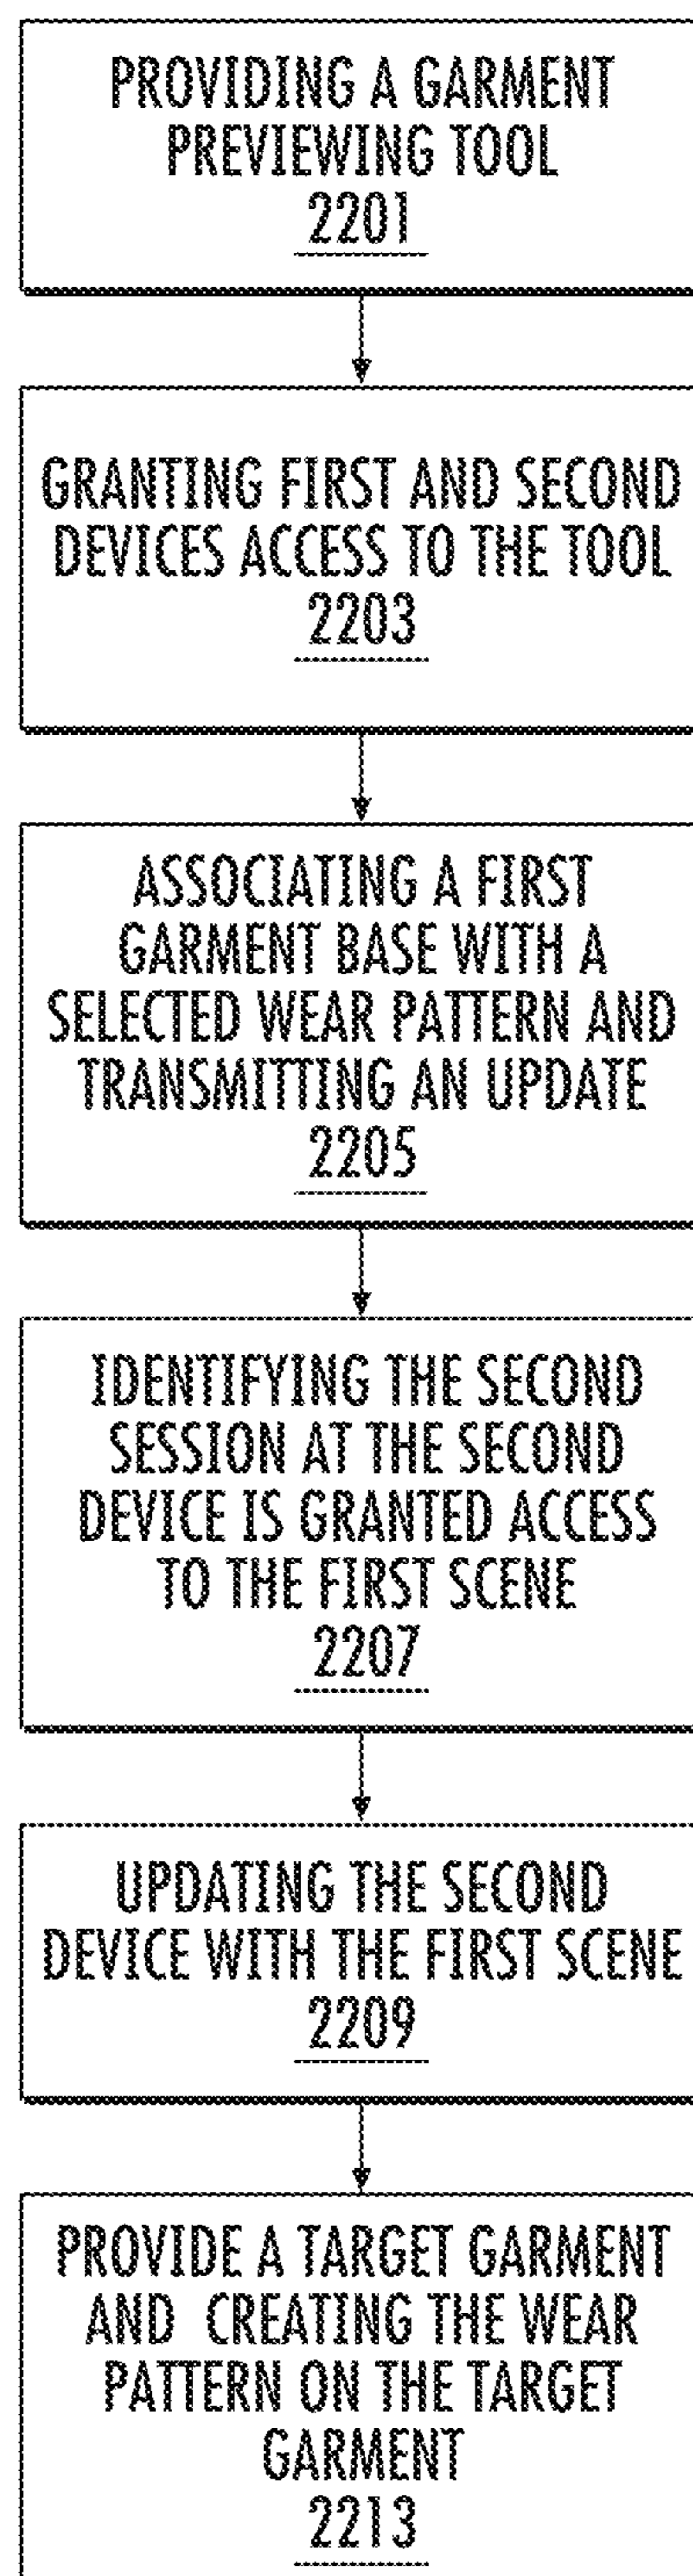 PROVIDING A GARMENT
PREVIEWING TOOL
2201
GRANTING FIRST AND SECOND
DEVICES ACCESS TO THE TOOL
2203
ASSOCIATING A FIRST
GARMENT BASE WITH A
SELECTED WEAR PATTERN AND
TRANSMITTING AN UPDATE
2205
IDENTIFYING THE SECOND
SESSION AT THE SECOND
DEVICE IS GRANTED ACCESS
TO THE FIRST SCENE
2207
UPDATING THE SECOND
DEVICE WITH THE FIRST SCENE
2209
PROVIDE A TARGET GARMENT
AND CREATING THE WEAR
PATTERN ON THE TARGET
GARMENT
2213